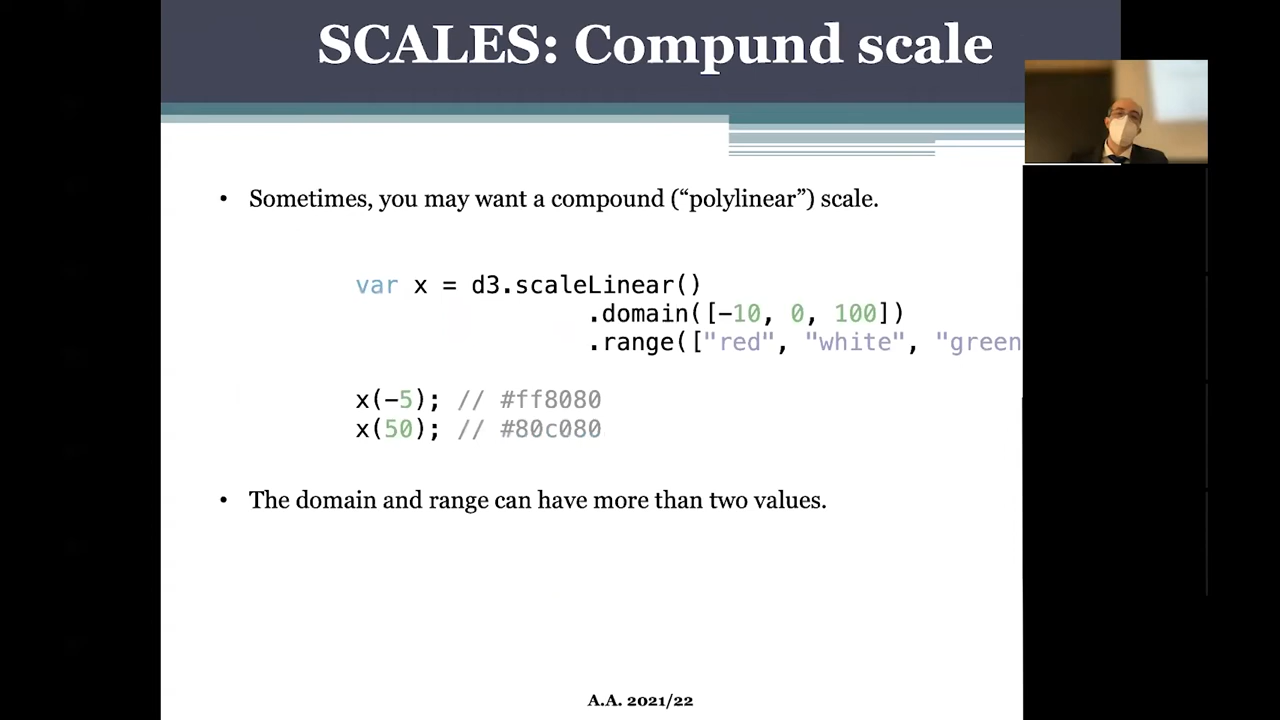 SCALES: Compund scale
• Sometimes, you may want a compound (“polylinear”) scale.
var x = d3.scaleLinear()
.domain([-10, 0, 100])
.range(["red", "white", "green
x(-5); // #ff8080
x(50); // #80c080
• The domain and range can have more than two values.
A.A. 2021/22